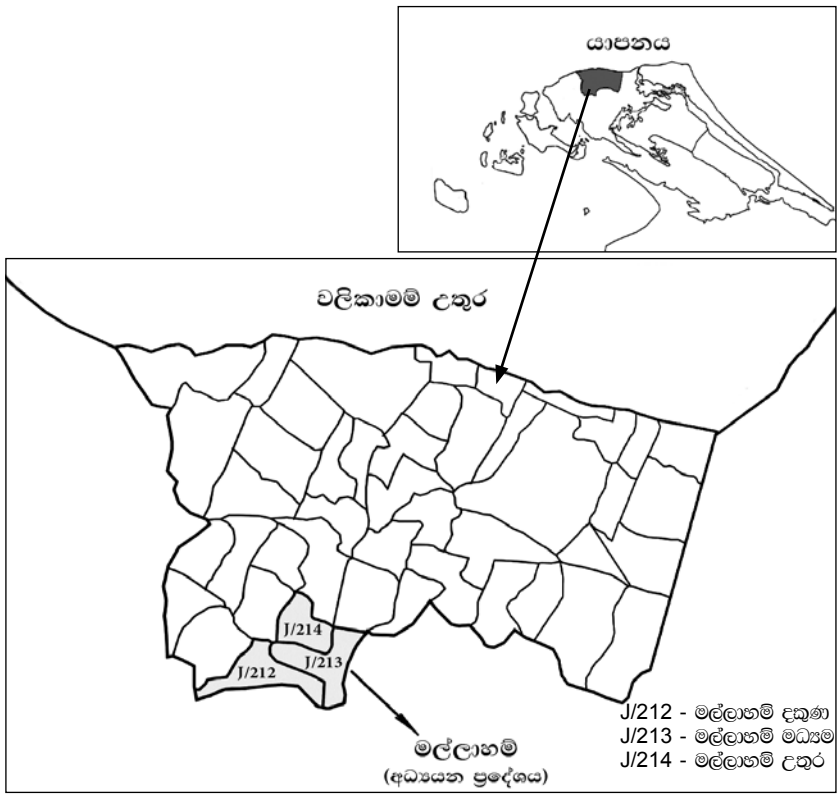 යාපනය
වලිකාමම් උතුර
J/214
J/213
J/212
මල්ලාහම්
(අධ්‍යයන ප්‍රදේශය)
J/212 - මල්ලාහම් දකුණ
J/213 - මල්ලාහම් මධ්‍යම
J/214 - මල්ලාහම් උතුර